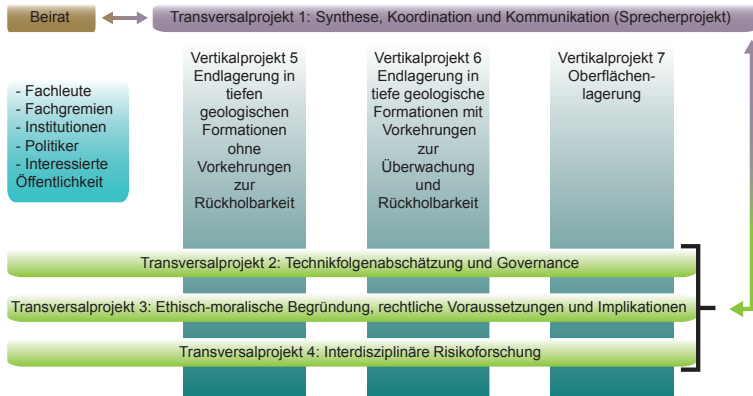 Beirat
Transversalprojekt 1: Synthese, Koordination und Kommunikation (Sprecherprojekt)
- Fachleute
- Fachgremien
- Institutionen
- Politiker
- Interessierte
Öffentlichkeit
Vertikalprojekt 5
Endlagerung in
tiefen
geologischen
Formationen
ohne
Vorkehrungen
zur
Rückholbarkeit
Vertikalprojekt 6
Endlagerung in
tiefe geologische
Formationen mit
Vorkehrungen
zur
Überwachung
und
Rückholbarkeit
Vertikalprojekt 7
Oberflächen-
lagerung
Transversalprojekt 2: Technikfolgenabschätzung und Governance
Transversalprojekt 3: Ethisch-moralische Begründung, rechtliche Voraussetzungen und Implikationen
Transversalprojekt 4: Interdisziplinäre Risikoforschung